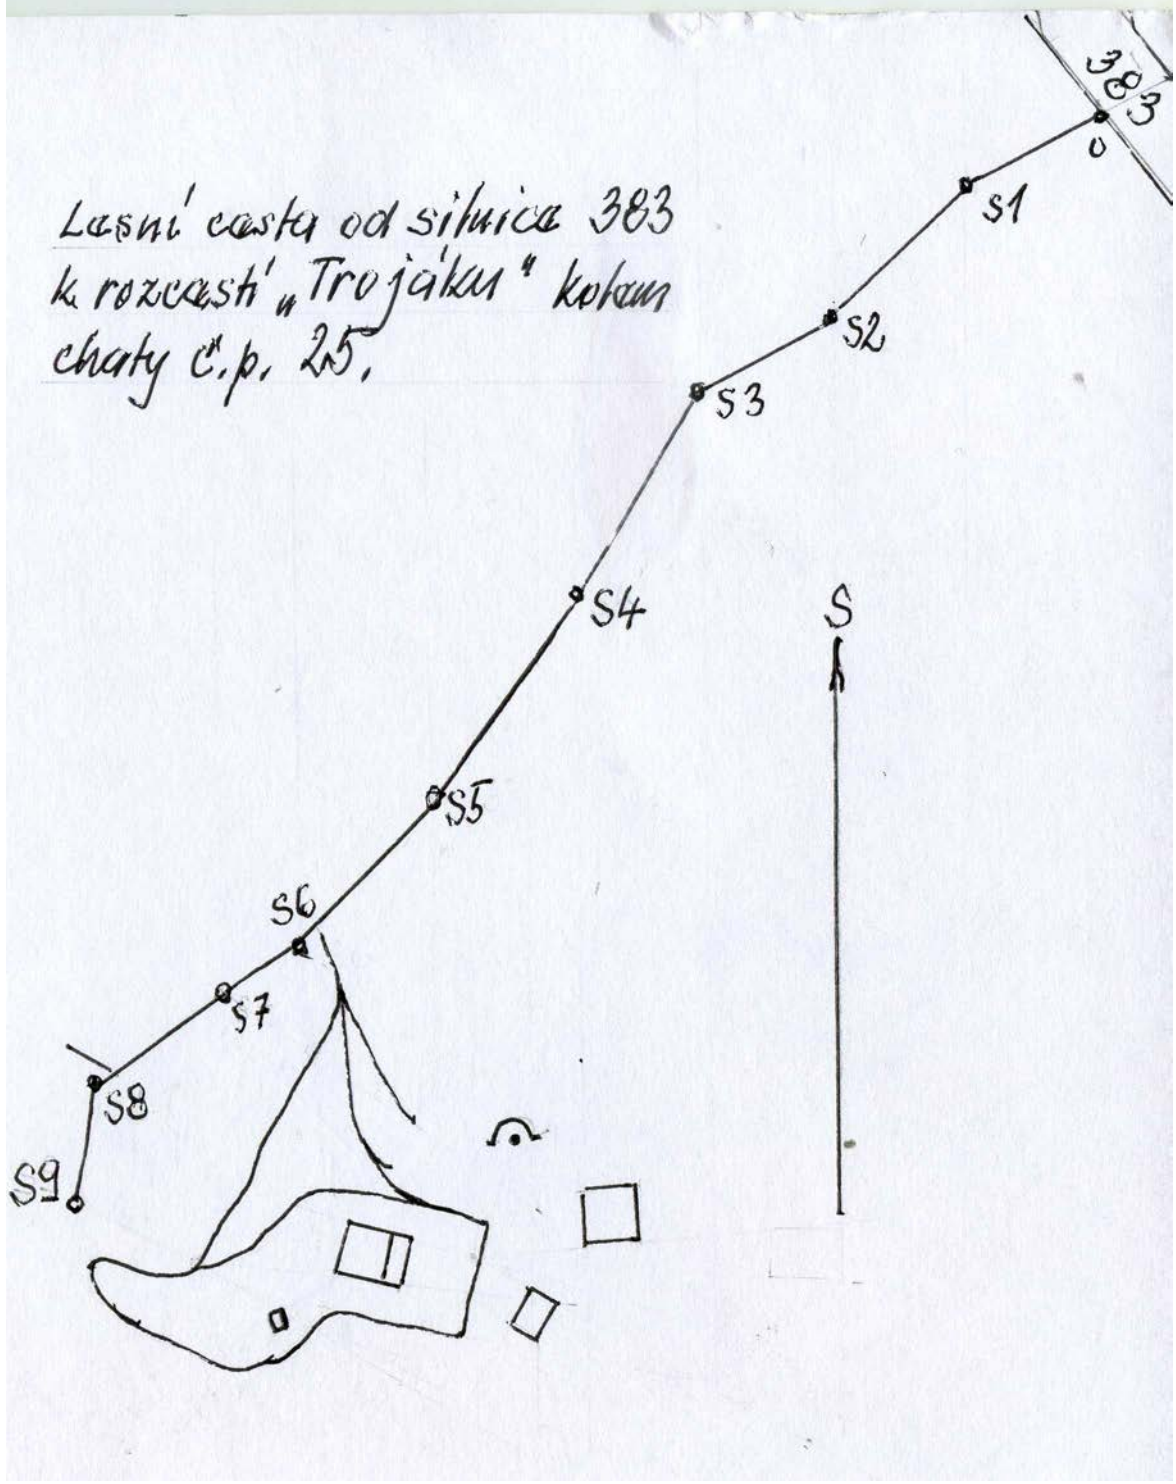 383
0
S1
Lesní cesta od silnice 383
k rozcestí „Trojáku" kolem
chaty č.p. 25.
S2
S3
S4
S
S5
S6
S7
S8
S9